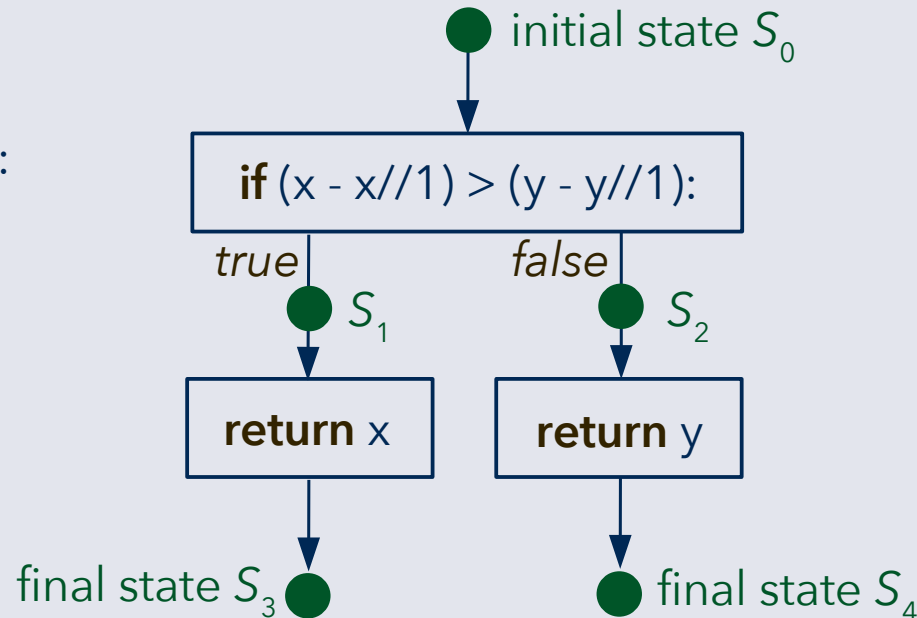 initial state S₀
:
if (x - x//1) > (y - y//1):
true false
S₁ S₂
return x return y
final state S₃ final state S₄